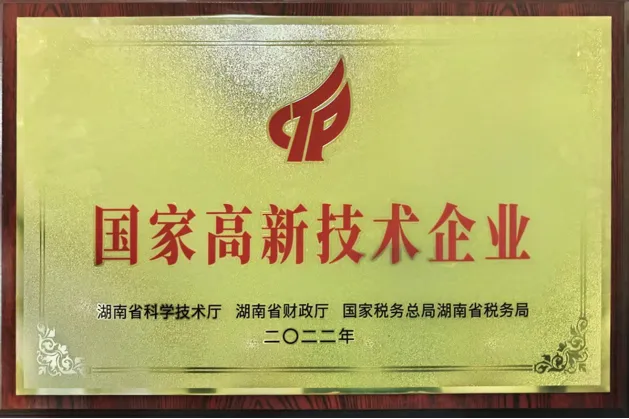 国家高新技术企业
湖南省科学技术厅 湖南省财政厅 国家税务总局湖南省税务局
二〇二二年